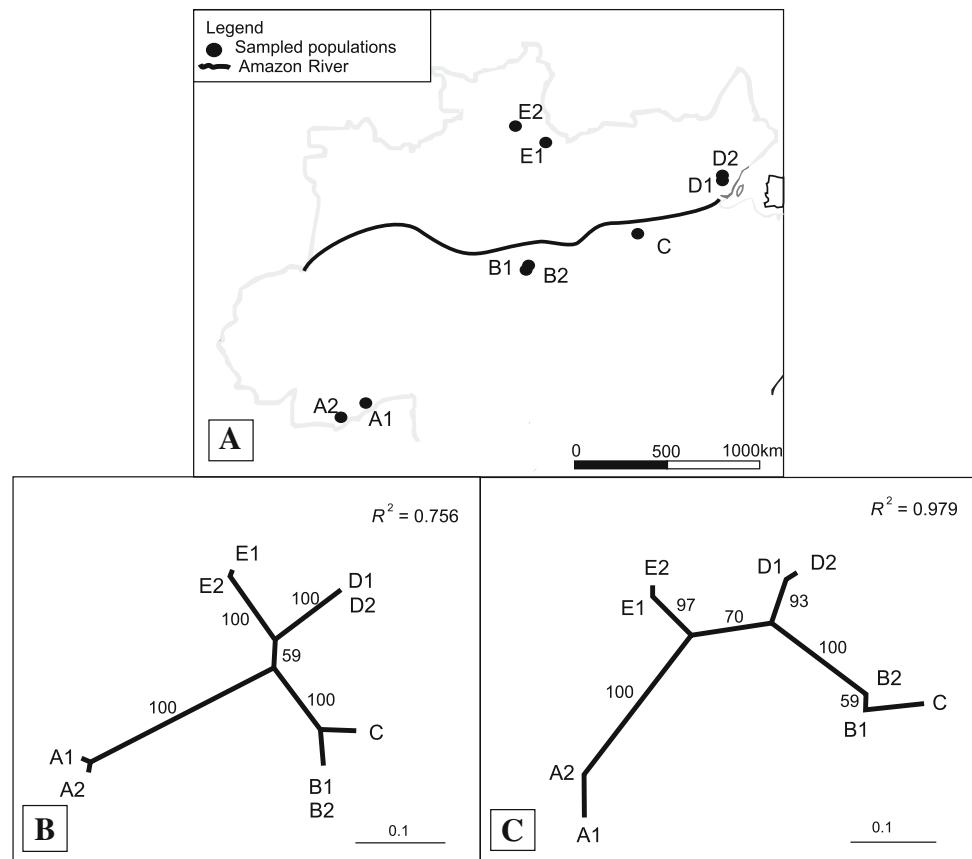 Legend
Sampled populations
Amazon River
E2
E1
D2
D1
C
B1
B2
A2
A1
A
0 500 1000km
R² = 0.756
E1
E2
100
100
D1
D2
59
100
100
C
A1
A2
B1
B2
B
0.1
R² = 0.979
E2
E1
97
70
D1
D2
93
100
100
B2
59
C
B1
A2
A1
C
0.1